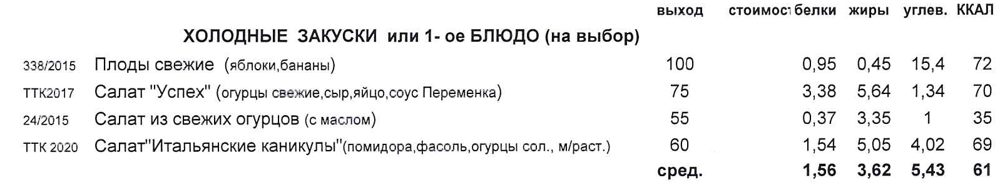 выход стоимост белки жиры углев. ККАЛ
ХОЛОДНЫЕ ЗАКУСКИ или 1- ое БЛЮДО (на выбор)
338/2015 Плоды свежие (яблоки,бананы) 100 0,95 0,45 15,4 72
ТТК2017 Салат "Успех" (огурцы свежие,сыр,яйцо,соус Переменка) 75 3,38 5,64 1,34 70
24/2015 Салат из свежих огурцов (с маслом) 55 0,37 3,35 1 35
ТТК 2020 Салат"Итальянские каникулы"(помидора,фасоль,огурцы сол., м/раст.) 60 1,54 5,05 4,02 69
сред. 1,56 3,62 5,43 61